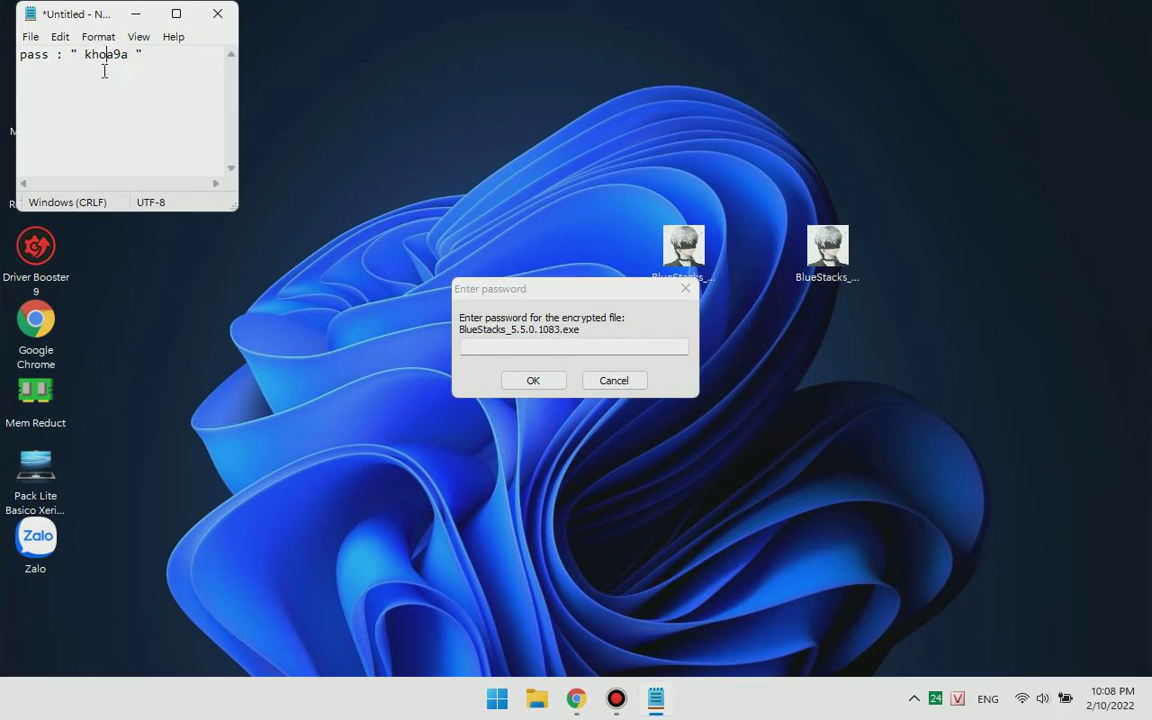 *Untitled - N...
File Edit Format View Help
pass : " khoa9a "
Windows (CRLF) UTF-8
Driver Booster
9
Google
Chrome
Mem Reduct
Pack Lite
Basico Xeri...
Zalo
Zalo
BlueStacks_...
BlueStacks_...
Enter password
Enter password for the encrypted file:
BlueStacks_5.5.0.1083.exe
OK Cancel
24 V ENG
10:08 PM
2/10/2022